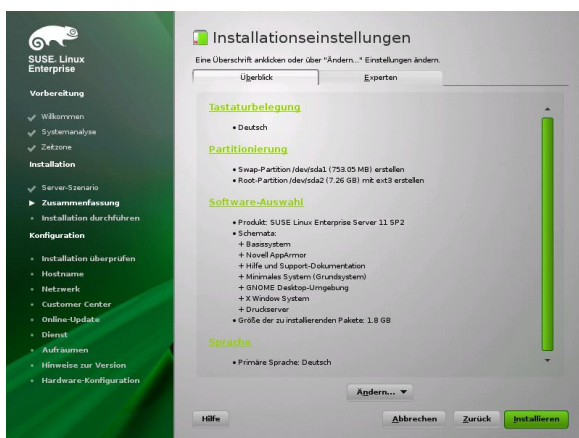 SUSE. Linux
Enterprise
Vorbereitung
Willkommen
Systemanalyse
Zeitzone
Installation
Server-Szenario
Zusammenfassung
Installation durchführen
Konfiguration
Installation überprüfen
Hostname
Netzwerk
Customer Center
Online-Update
Dienst
Aufräumen
Hinweise zur Version
Hardware-Konfiguration
Installationseinstellungen
Eine Überschrift anklicken oder über "Ändern..." Einstellungen ändern.
Überblick
Experten
Tastaturbelegung
• Deutsch
Partitionierung
• Swap-Partition /dev/sda1 (753.05 MB) erstellen
• Root-Partition /dev/sda2 (7.26 GB) mit ext3 erstellen
Software-Auswahl
• Produkt: SUSE Linux Enterprise Server 11 SP2
• Schemata:
+ Basissystem
+ Novell AppArmor
+ Hilfe und Support-Dokumentation
+ Minimales System (Grundsystem)
+ GNOME Desktop-Umgebung
+ X Window System
+ Druckserver
• Größe der zu installierenden Pakete: 1.8 GB
Sprache
• Primäre Sprache: Deutsch
Ändern...
Hilfe
Abbrechen
Zurück
Installieren